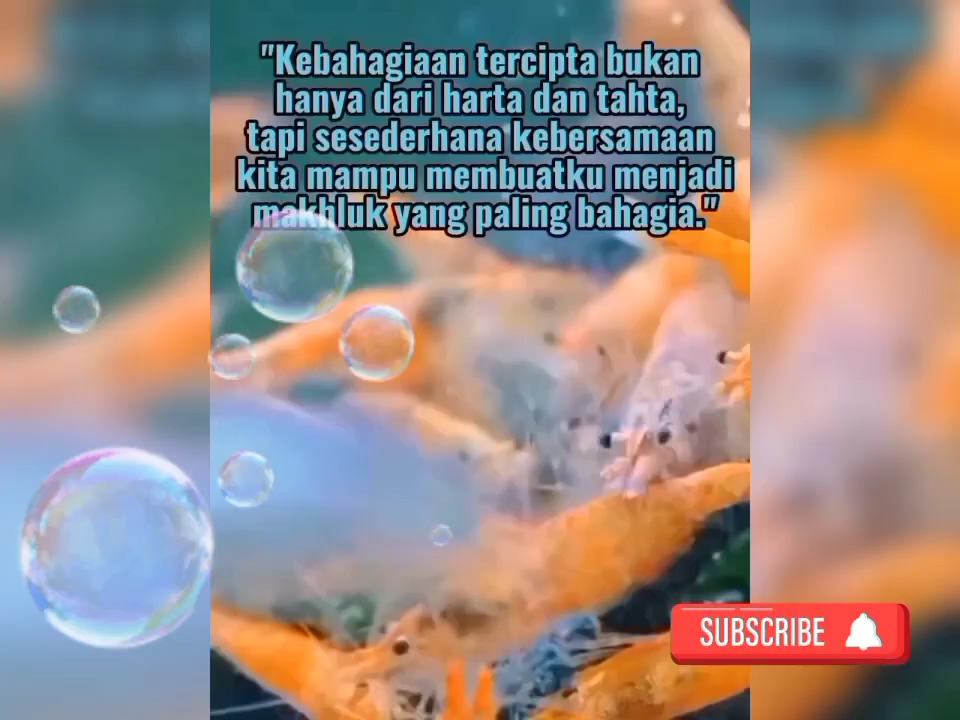 "Kebahagiaan tercipta bukan
hanya dari harta dan tahta,
tapi sesederhana kebersamaan
kita mampu membuatku menjadi
makhluk yang paling bahagia."
SUBSCRIBE